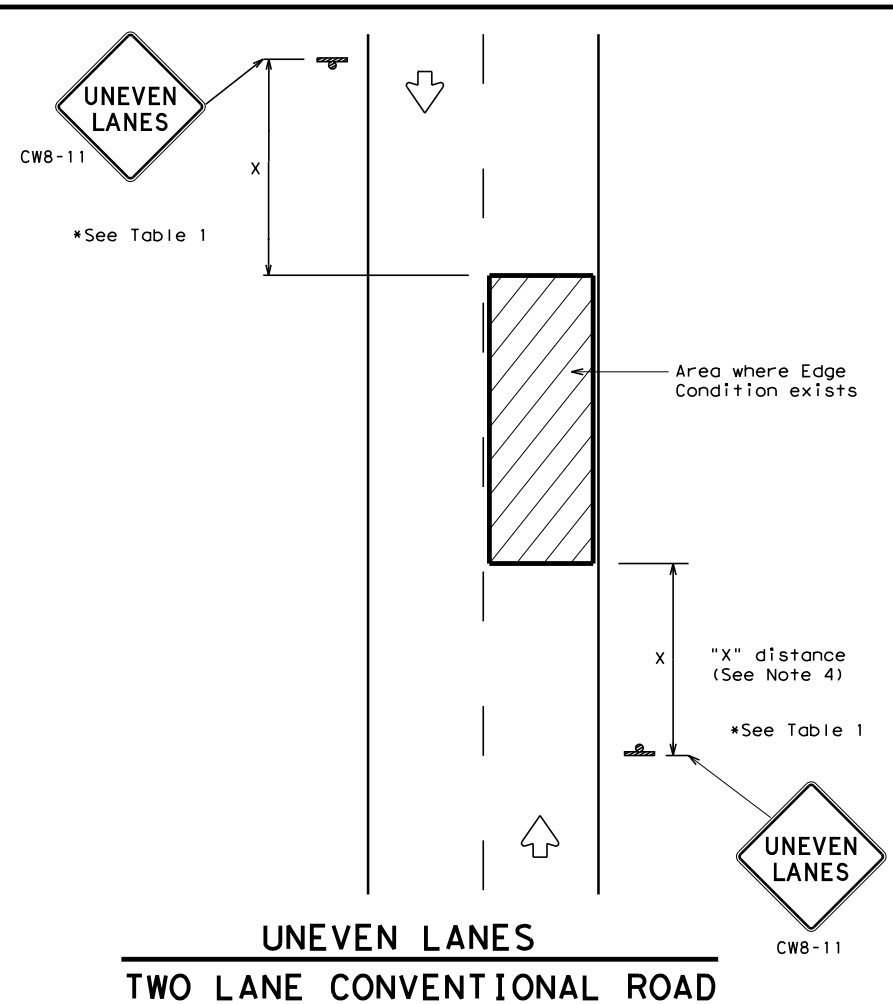 UNEVEN
LANES
CW8-11
X
*See Table 1
Area where Edge
Condition exists
X
"X" distance
(See Note 4)
*See Table 1
UNEVEN
LANES
CW8-11
UNEVEN LANES
TWO LANE CONVENTIONAL ROAD